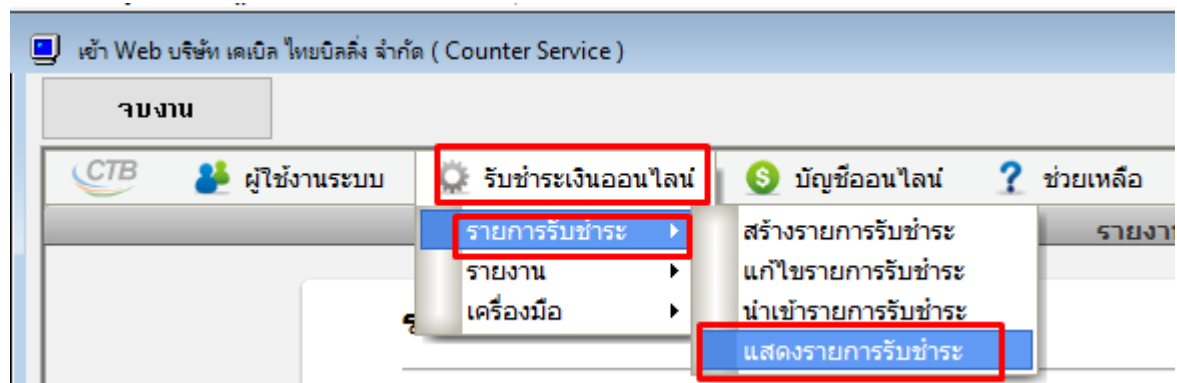 เข้า Web บริษัท เคเบิล ไทยบิลลิ่ง จำกัด ( Counter Service )
จบงาน
CTB ผู้ใช้งานระบบ รับชำระเงินออนไลน์ บัญชีออนไลน์ ช่วยเหลือ
รายการรับชำระ สร้างรายการรับชำระ
รายงาน แก้ไขรายการรับชำระ
เครื่องมือ นำเข้ารายการรับชำระ
แสดงรายการรับชำระ